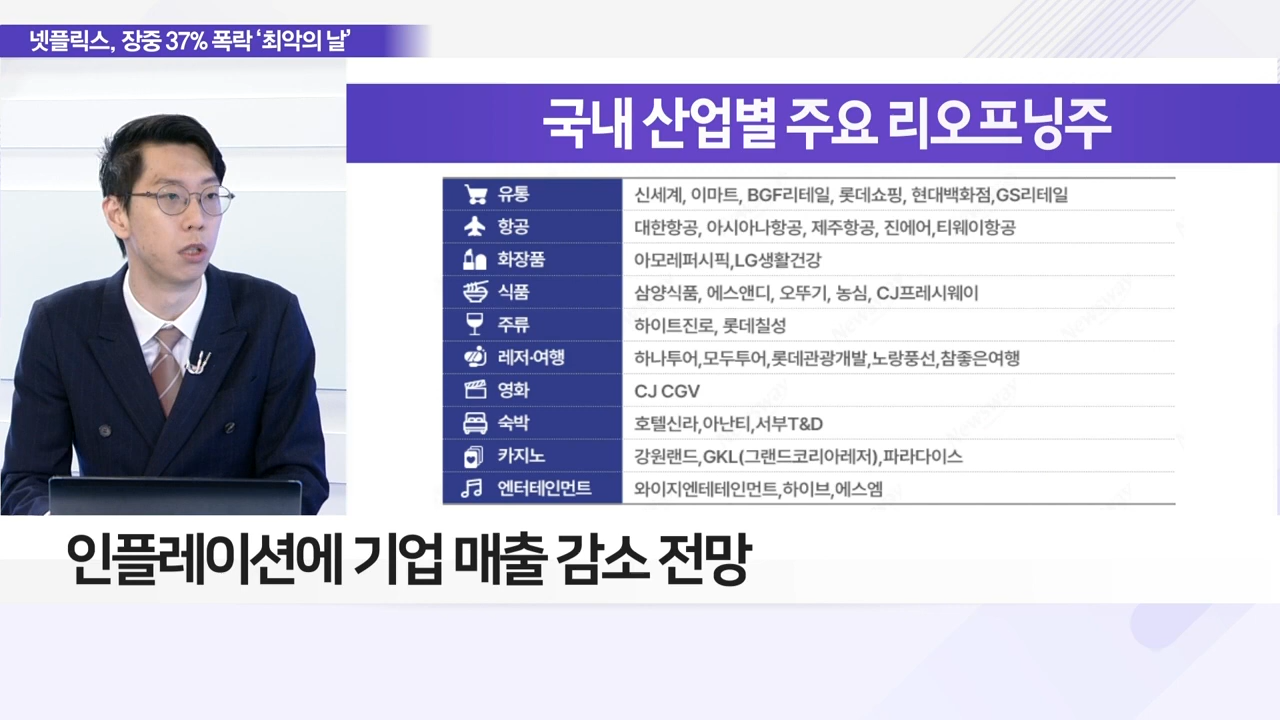 넷플릭스, 장중 37% 폭락 ‘최악의 날’
국내 산업별 주요 리오프닝주
유통 신세계, 이마트, BGF리테일, 롯데쇼핑, 현대백화점,GS리테일
항공 대한항공, 아시아나항공, 제주항공, 진에어,티웨이항공
화장품 아모레퍼시픽,LG생활건강
식품 삼양식품, 에스앤디, 오뚜기, 농심, CJ프레시웨이
주류 하이트진로, 롯데칠성
레저·여행 하나투어,모두투어,롯데관광개발,노랑풍선,참좋은여행
영화 CJ CGV
숙박 호텔신라,아난티,서부T&D
카지노 강원랜드,GKL(그랜드코리아레저),파라다이스
엔터테인먼트 와이지엔테테인먼트,하이브,에스엠
인플레이션에 기업 매출 감소 전망